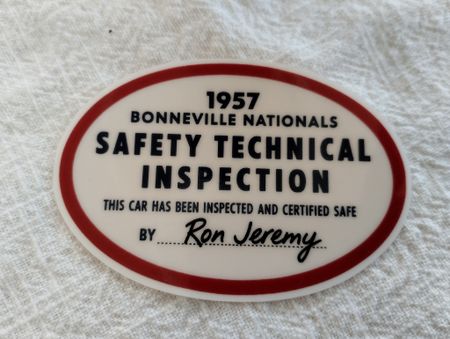 1957
BONNEVILLE NATIONALS
SAFETY TECHNICAL
INSPECTION
THIS CAR HAS BEEN INSPECTED AND CERTIFIED SAFE
BY Ron Jeremy